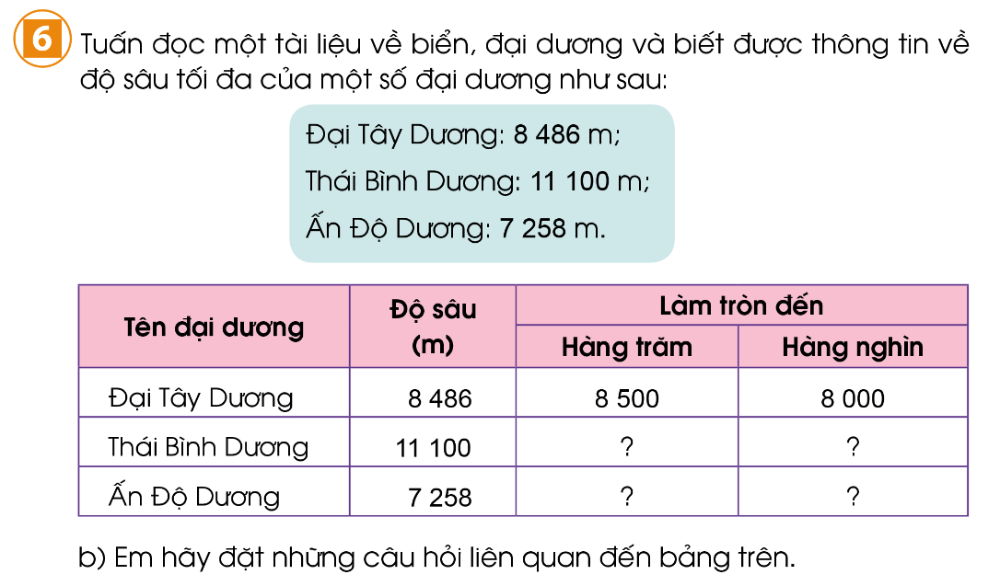 6 Tuấn đọc một tài liệu về biển, đại dương và biết được thông tin về
độ sâu tối đa của một số đại dương như sau:
Đại Tây Dương: 8 486 m;
Thái Bình Dương: 11 100 m;
Ấn Độ Dương: 7 258 m.
Tên đại dương Độ sâu (m) Làm tròn đến
Hàng trăm Hàng nghìn
Đại Tây Dương 8 486 8 500 8 000
Thái Bình Dương 11 100 ? ?
Ấn Độ Dương 7 258 ? ?
b) Em hãy đặt những câu hỏi liên quan đến bảng trên.